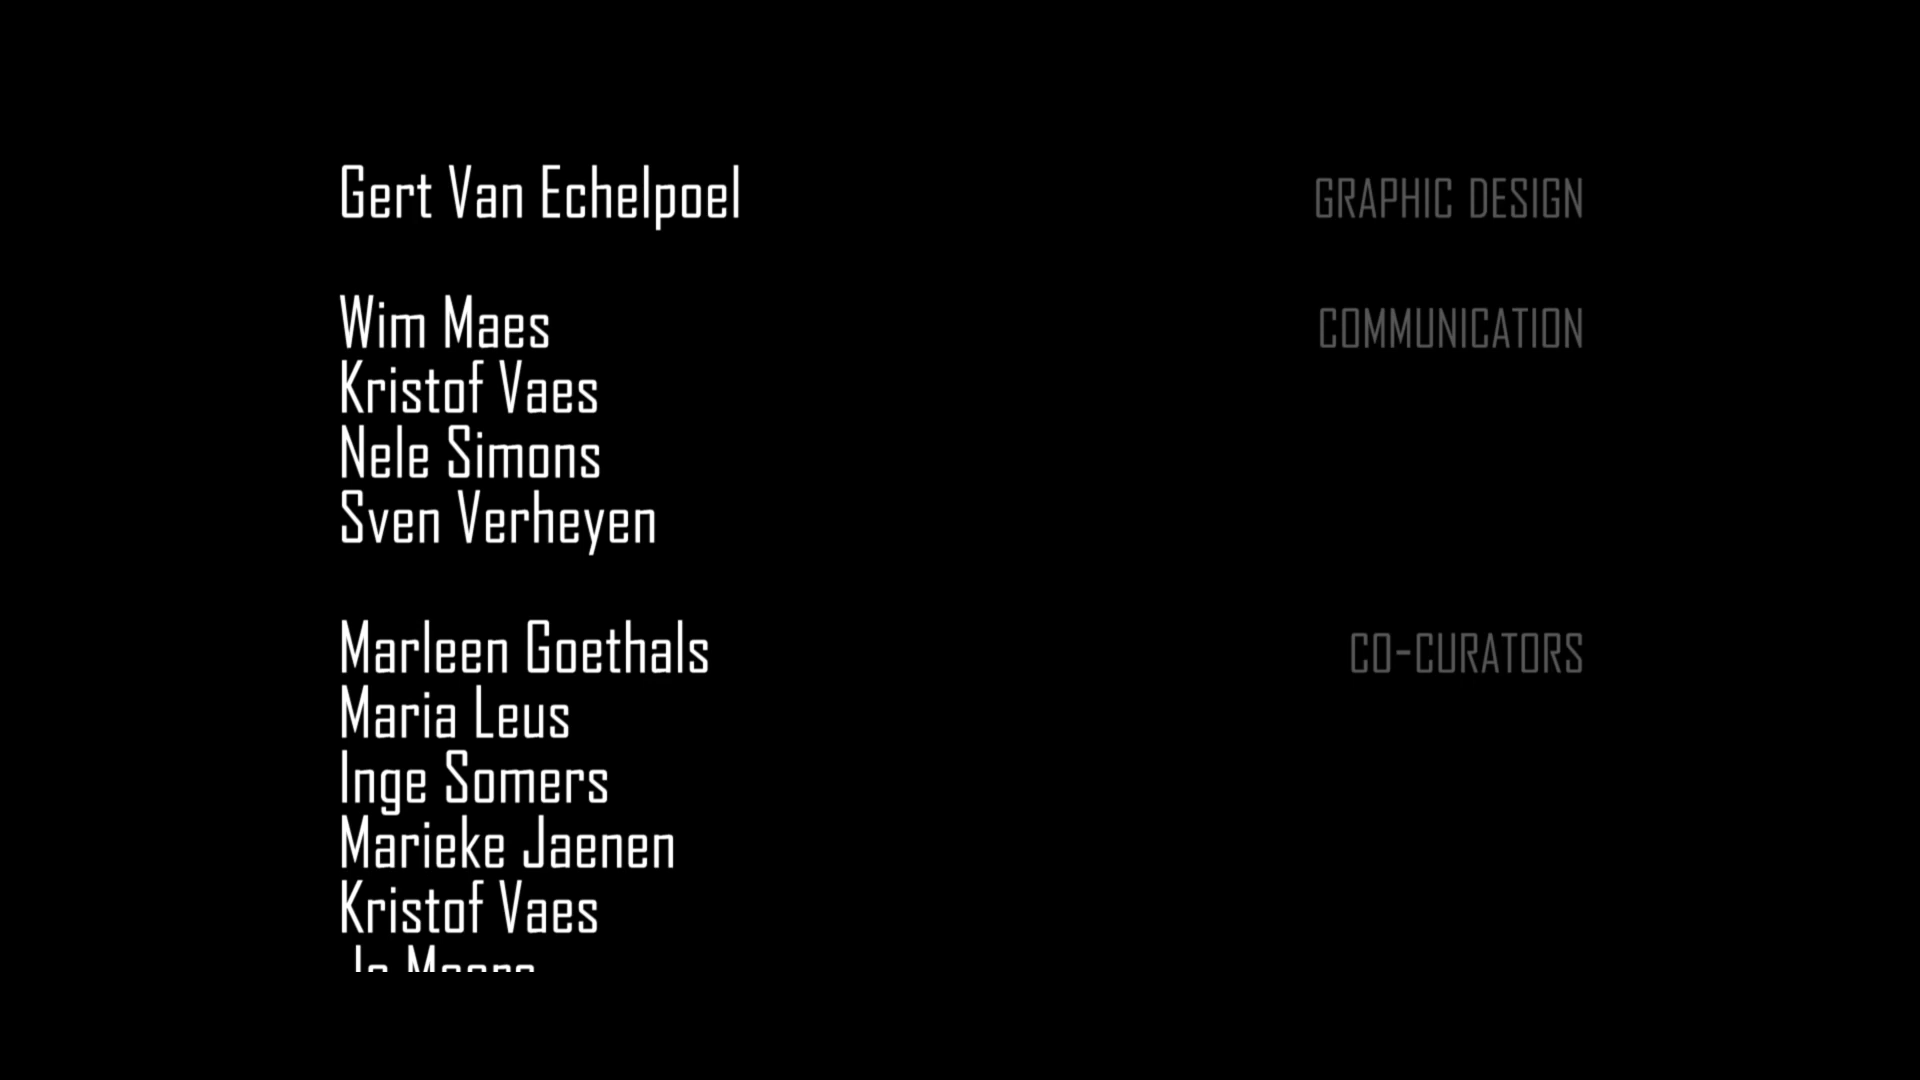 Gert Van Echelpoel GRAPHIC DESIGN
Wim Maes COMMUNICATION
Kristof Vaes
Nele Simons
Sven Verheyen
Marleen Goethals CO-CURATORS
Maria Leus
Inge Somers
Marieke Jaenen
Kristof Vaes